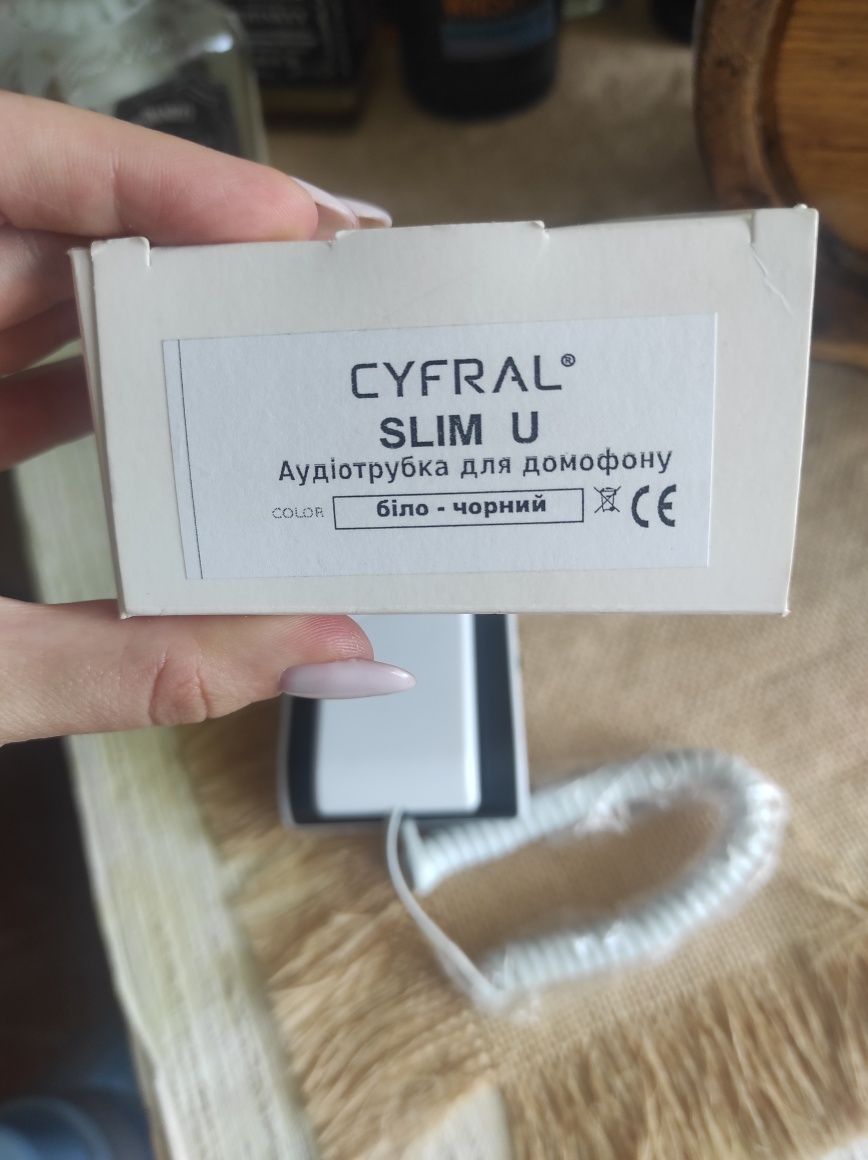 CYFRAL®
SLIM U
Аудіотрубка для домофону
COLOR біло - чорний CE